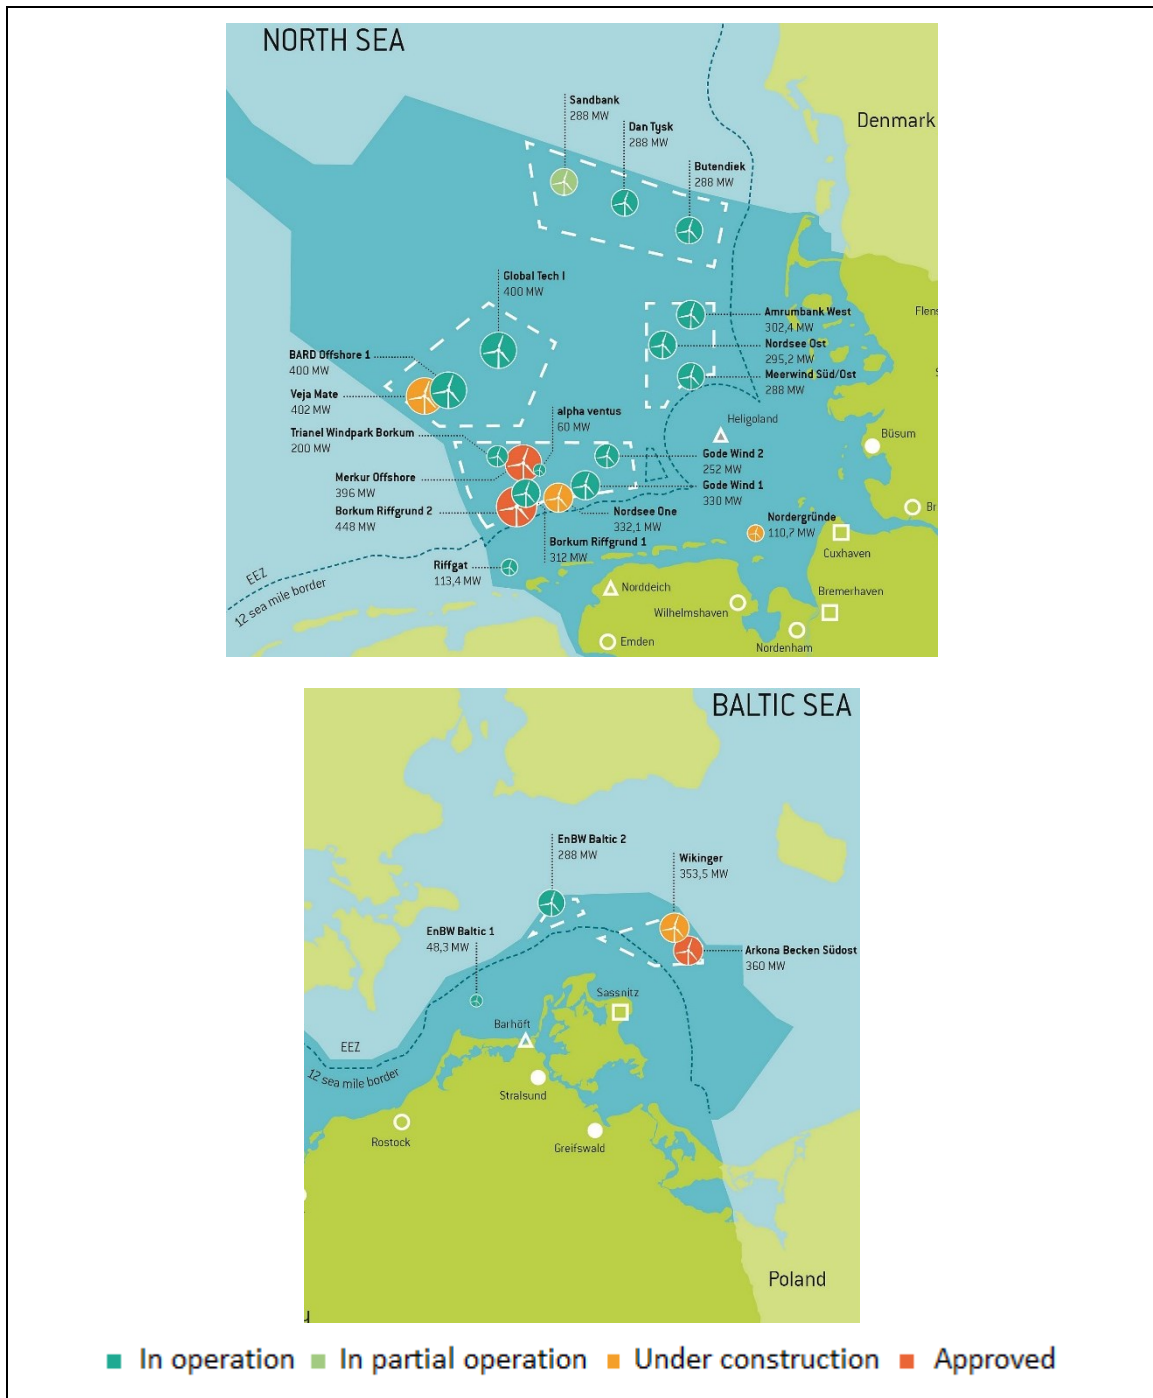 NORTH SEA
Sandbank
288 MW
Dan Tysk
288 MW
Denmark
Butendiek
288 MW
Global Tech I
400 MW
Amrumbank West
302,4 MW
Flens
Nordsee Ost
295,2 MW
BARD Offshore 1
400 MW
Meerwind Süd/Ost
288 MW
Veja Mate
402 MW
alpha ventus
60 MW
Heligoland
Trianel Windpark Borkum
200 MW
Büsum
Gode Wind 2
252 MW
Merkur Offshore
396 MW
Gode Wind 1
330 MW
Borkum Riffgrund 2
448 MW
Nordsee One
332,1 MW
Nordergründe
110,7 MW
Br
Borkum Riffgrund 1
312 MW
Cuxhaven
Riffgat
113,4 MW
EEZ
12 sea mile border
Norddeich
Bremerhaven
Wilhelmshaven
Emden
Nordenham
BALTIC SEA
EnBW Baltic 2
288 MW
Wikinger
353,5 MW
EnBW Baltic 1
48,3 MW
Arkona Becken Südost
360 MW
Sassnitz
Barhöft
EEZ
12 sea mile border
Stralsund
Rostock
Greifswald
Poland
In operation
In partial operation
Under construction
Approved